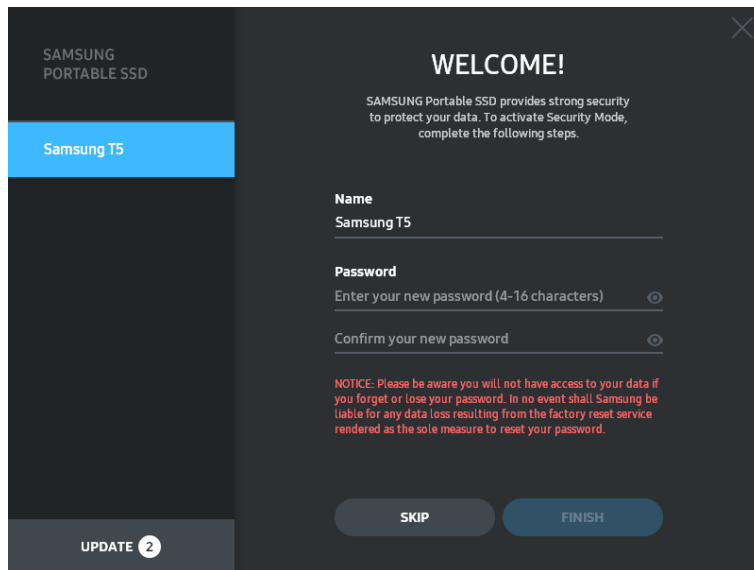 SAMSUNG
PORTABLE SSD
Samsung T5
UPDATE 2
WELCOME!
SAMSUNG Portable SSD provides strong security
to protect your data. To activate Security Mode,
complete the following steps.
Name
Samsung T5
Password
Enter your new password (4-16 characters)
Confirm your new password
NOTICE: Please be aware you will not have access to your data if
you forget or lose your password. In no event shall Samsung be
liable for any data loss resulting from the factory reset service
rendered as the sole measure to reset your password.
SKIP
FINISH